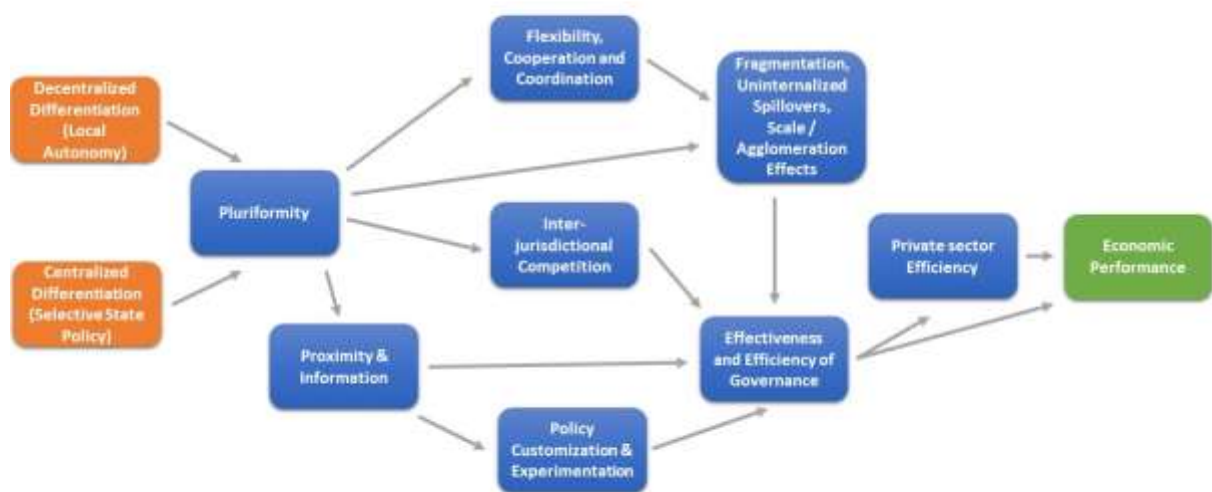 Flexibility,
Cooperation and
Coordination
Fragmentation,
Uninternalized
Spillovers,
Scale /
Agglomeration
Effects
Decentralized
Differentiation
(Local
Autonomy)
Pluriformity
Inter-
jurisdictional
Competition
Private sector
Efficiency
Economic
Performance
Centralized
Differentiation
(Selective State
Policy)
Proximity &
Information
Effectiveness
and Efficiency of
Governance
Policy
Customization &
Experimentation